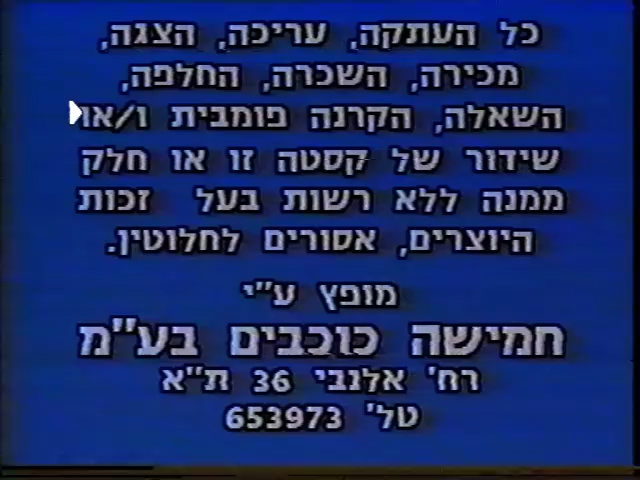 כל העתקה, עריכה, הצגה,
מכירה, השכרה, החלפה,
השאלה, הקרנה פומבית ו/או
שידור של קסטה זו או חלק
ממנה ללא רשות בעל זכות
היוצרים, אסורים לחלוטין.
מופץ ע"י
חמישה כוכבים בע"מ
רח' אלנבי 36 ת"א
טל' 653973